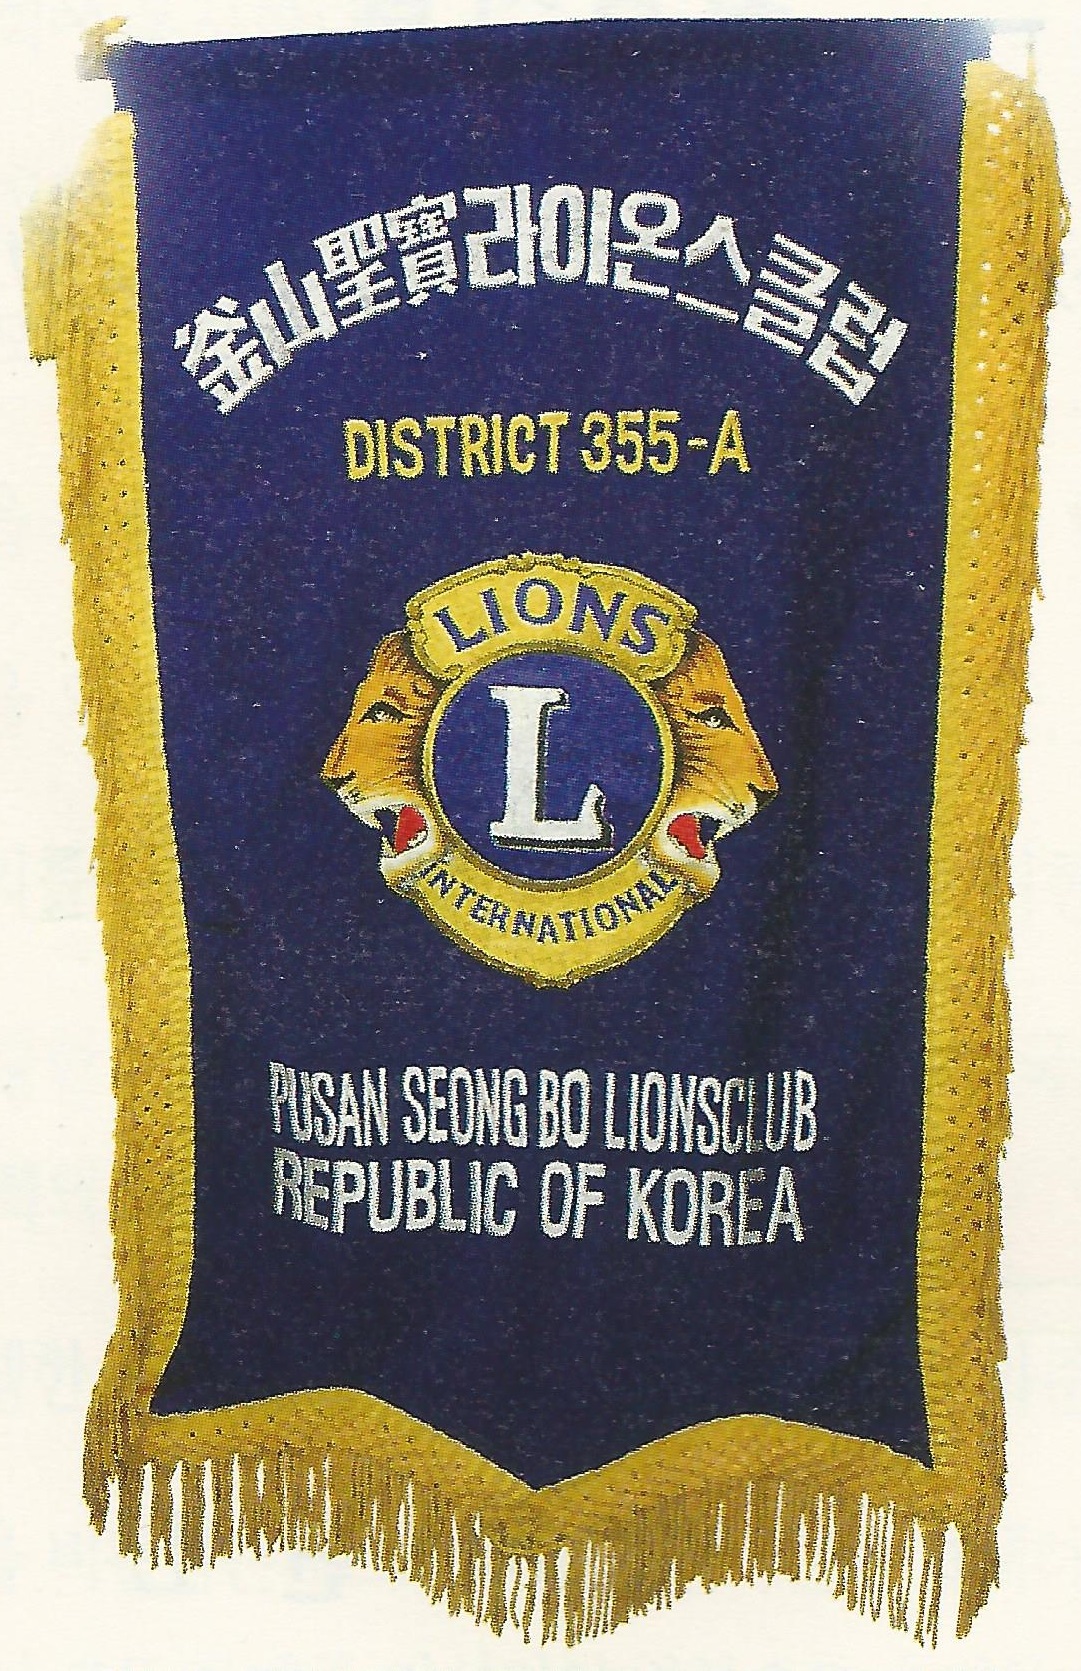 釜山聖寶라이온스클럽
DISTRICT 355-A
LIONS
L
INTERNATIONAL
PUSAN SEONG BO LIONSCLUB
REPUBLIC OF KOREA